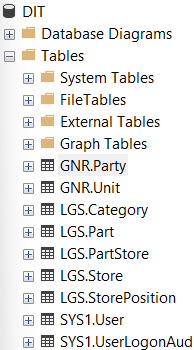 DIT
Database Diagrams
Tables
System Tables
FileTables
External Tables
Graph Tables
GNR.Party
GNR.Unit
LGS.Category
LGS.Part
LGS.PartStore
LGS.Store
LGS.StorePosition
SYS1.User
SYS1.UserLogonAud